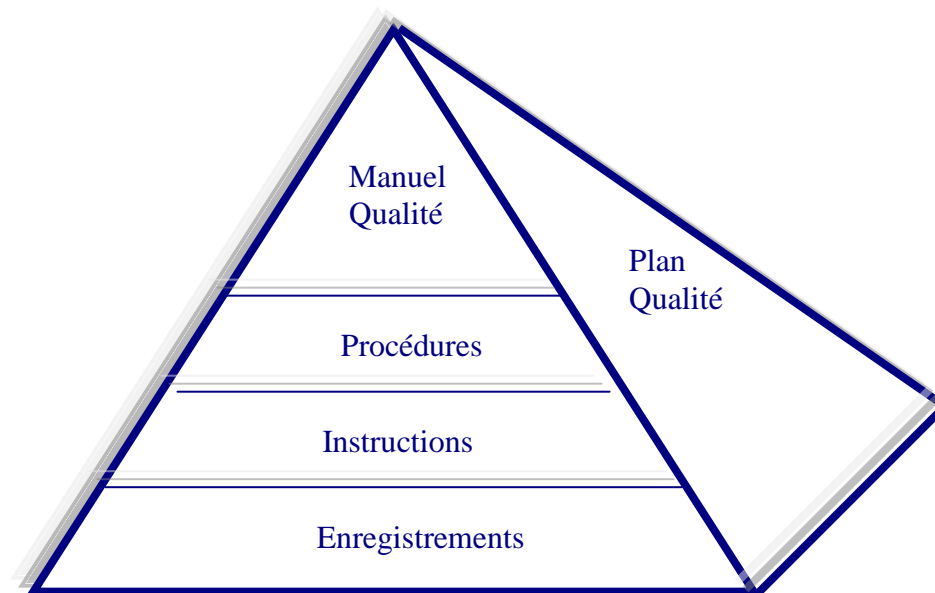 Manuel
Qualité
Plan
Qualité
Procédures
Instructions
Enregistrements